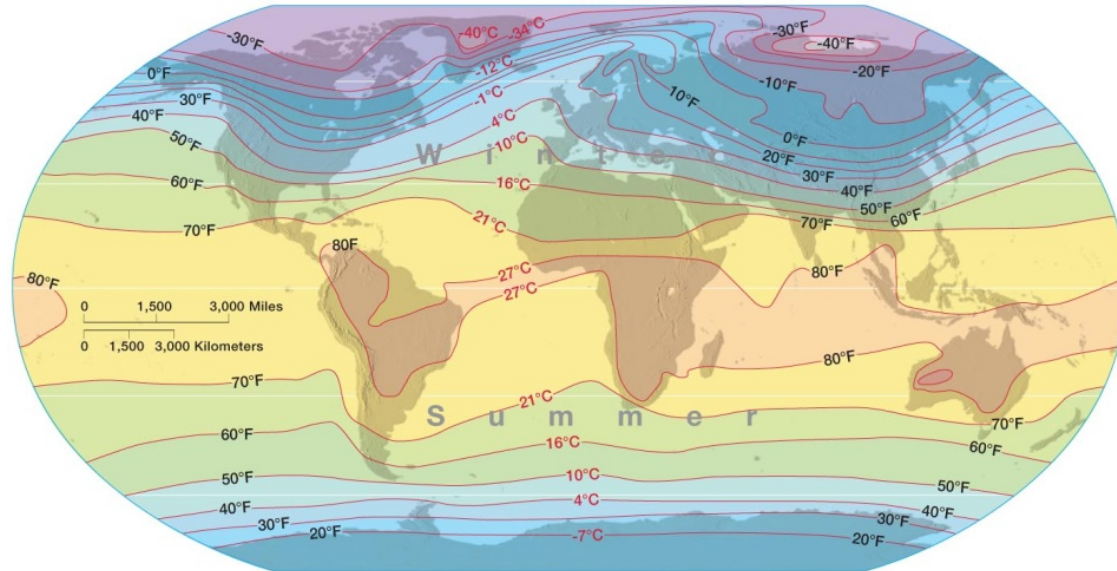 -30°F
-40°C
-34°C
-30°F
-40°F
-30°F
0°F
-12°C
-20°F
-10°F
30°F
-1°C
10°F
40°F
4°C
0°F
50°F
10°C
20°F
30°F
Winter
40°F
60°F
16°C
50°F
60°F
70°F
21°C
70°F
80F
80°F
27°C
80°F
27°C
0 1,500 3,000 Miles
0 1,500 3,000 Kilometers
80°F
70°F
21°C
Summer
70°F
60°F
16°C
60°F
50°F
10°C
50°F
40°F
4°C
40°F
30°F
30°F
20°F
-7°C
20°F